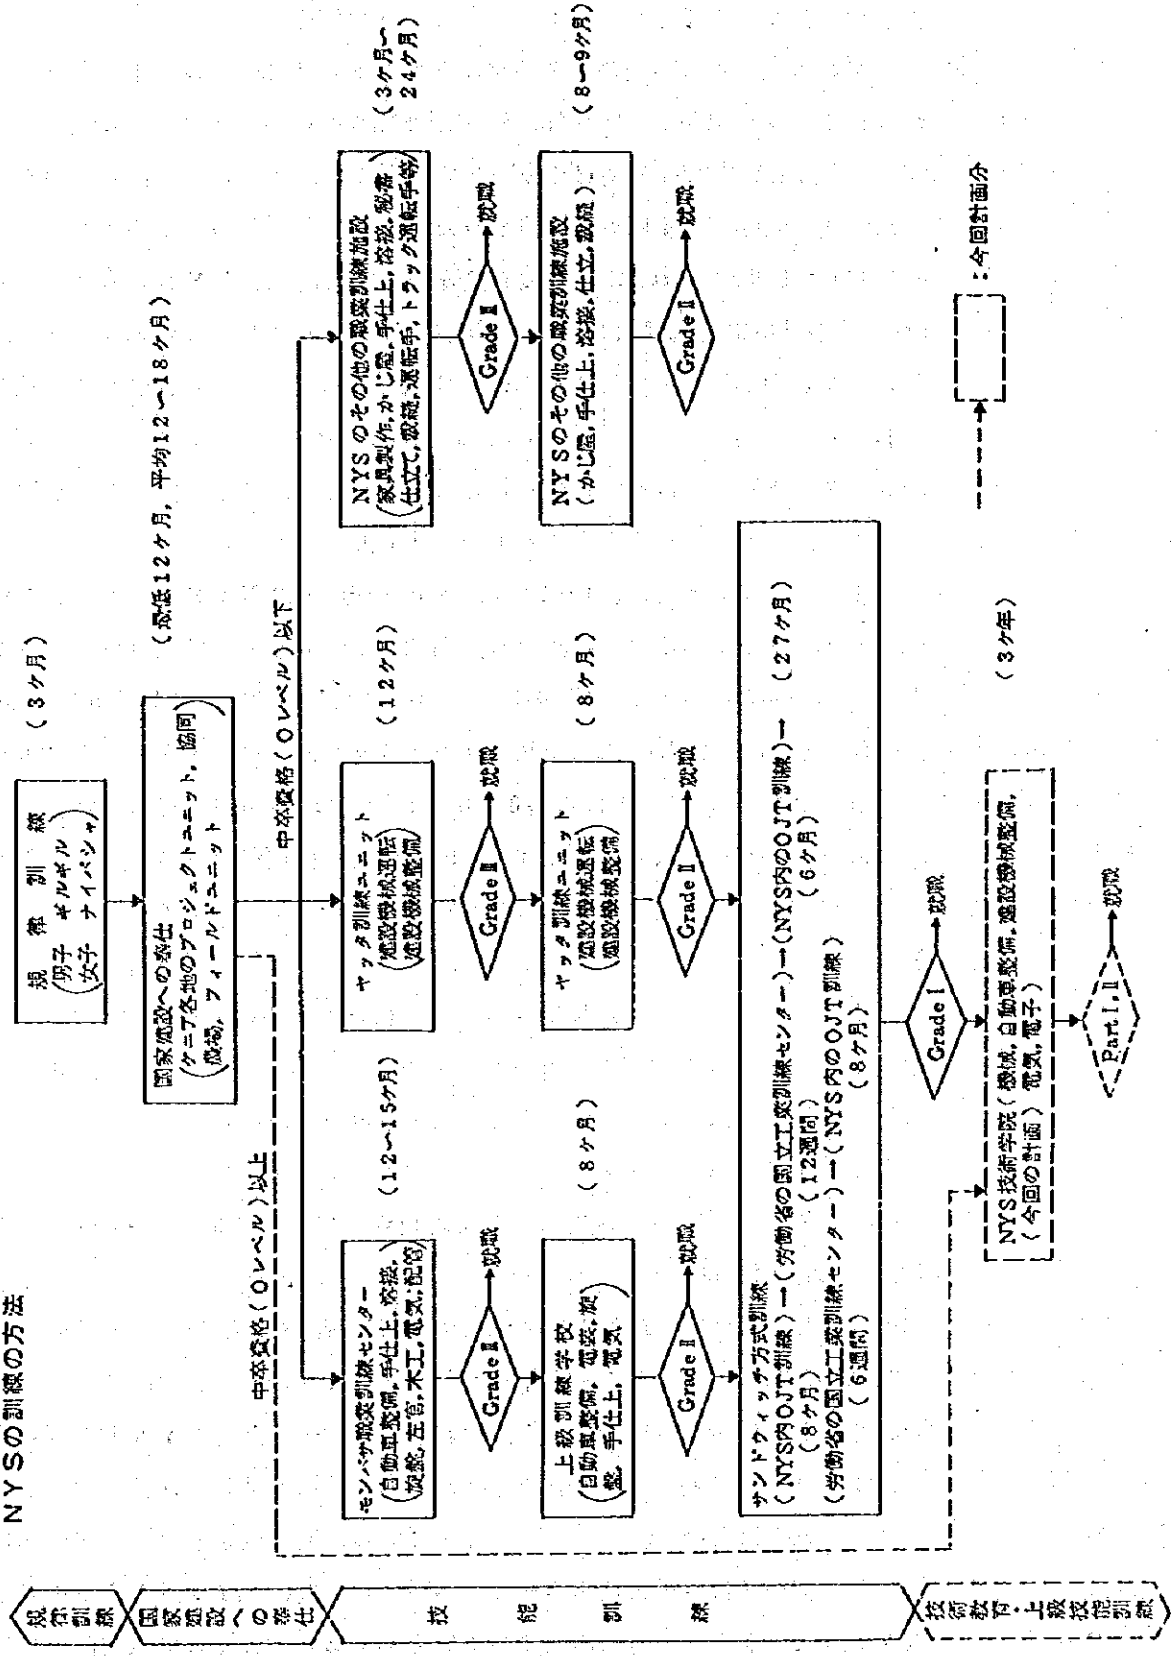 NYSの訓練の方法
規律訓練
国家建設への奉仕
技能訓練
技術教育・上級技能訓練
規律訓練
(男子 ギルギル
女子 ナイバシャ)
(3ケ月)
国家建設への奉仕
(ケニア各地のプロジェクトユニット, 協同
農場, フィールドユニット)
(最低12ケ月, 平均12〜18ケ月)
中卒資格(Oレベル)以上
中卒資格(Oレベル)以下
モンバサ職業訓練センター
(自動車整備, 手仕上, 溶接,
旋盤, 左官, 木工, 電気, 配管)
(12〜15ケ月)
Grade Ⅲ
就職
ヤッタ訓練ユニット
(建設機械運転
建設機械整備)
(12ケ月)
Grade Ⅲ
就職
NYSのその他の職業訓練施設
(家具製作, かじ屋, 手仕上, 溶接, 秘書
仕立て, 裁縫, 運転手, トラック運転手等)
(3ケ月〜
24ケ月)
Grade Ⅲ
就職
上級訓練学校
(自動車整備, 電装, 旋
盤, 手仕上, 電気)
(8ケ月)
Grade Ⅱ
就職
ヤッタ訓練ユニット
(建設機械運転
建設機械整備)
(8ケ月)
Grade Ⅱ
就職
NYSのその他の職業訓練施設
(かじ屋, 手仕上, 溶接, 仕立, 裁縫)
(8〜9ケ月)
Grade Ⅱ
就職
サンドウィッチ方式訓練
(NYS内OJT訓練)→(労働省の国立工業訓練センター)→(NYS内のOJT訓練)→
(8ケ月) (12週間) (6ケ月)
(27ケ月)
(労働省の国立工業訓練センター)→(NYS内のOJT訓練)
(6週間) (8ケ月)
Grade Ⅰ
就職
NYS技術学院(機械, 自動車整備, 建設機械整備,
(今回の計画) 電気, 電子)
(3ケ年)
Part Ⅰ, Ⅱ
就職
:今回計画分